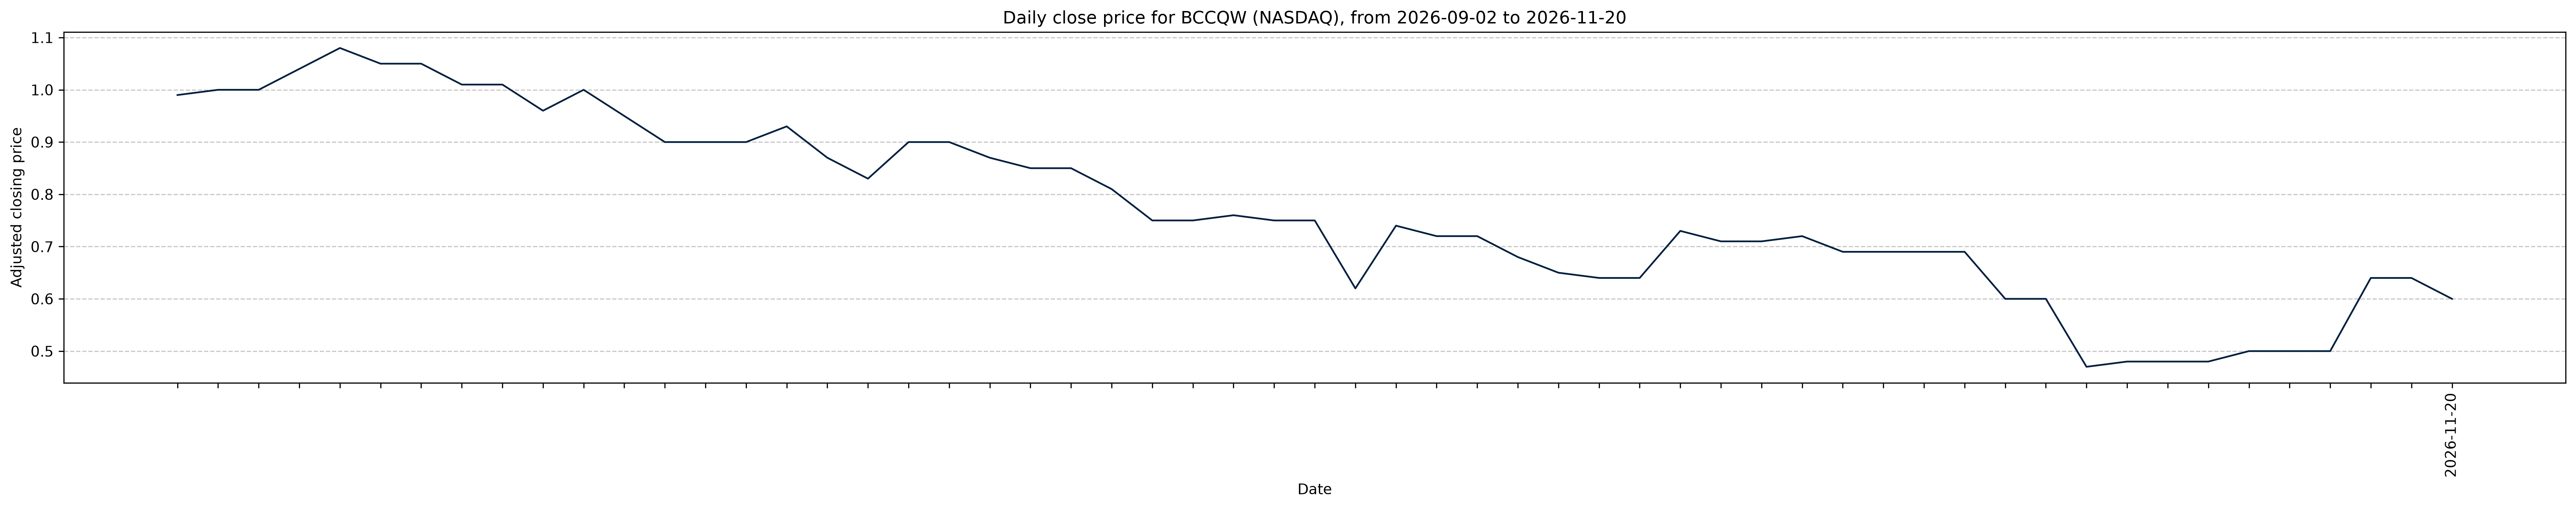 Daily close price for BCCQW (NASDAQ), from 2026-09-02 to 2026-11-20
Adjusted closing price
1.1
1.0
0.9
0.8
0.7
0.6
0.5
2026-11-20
Date